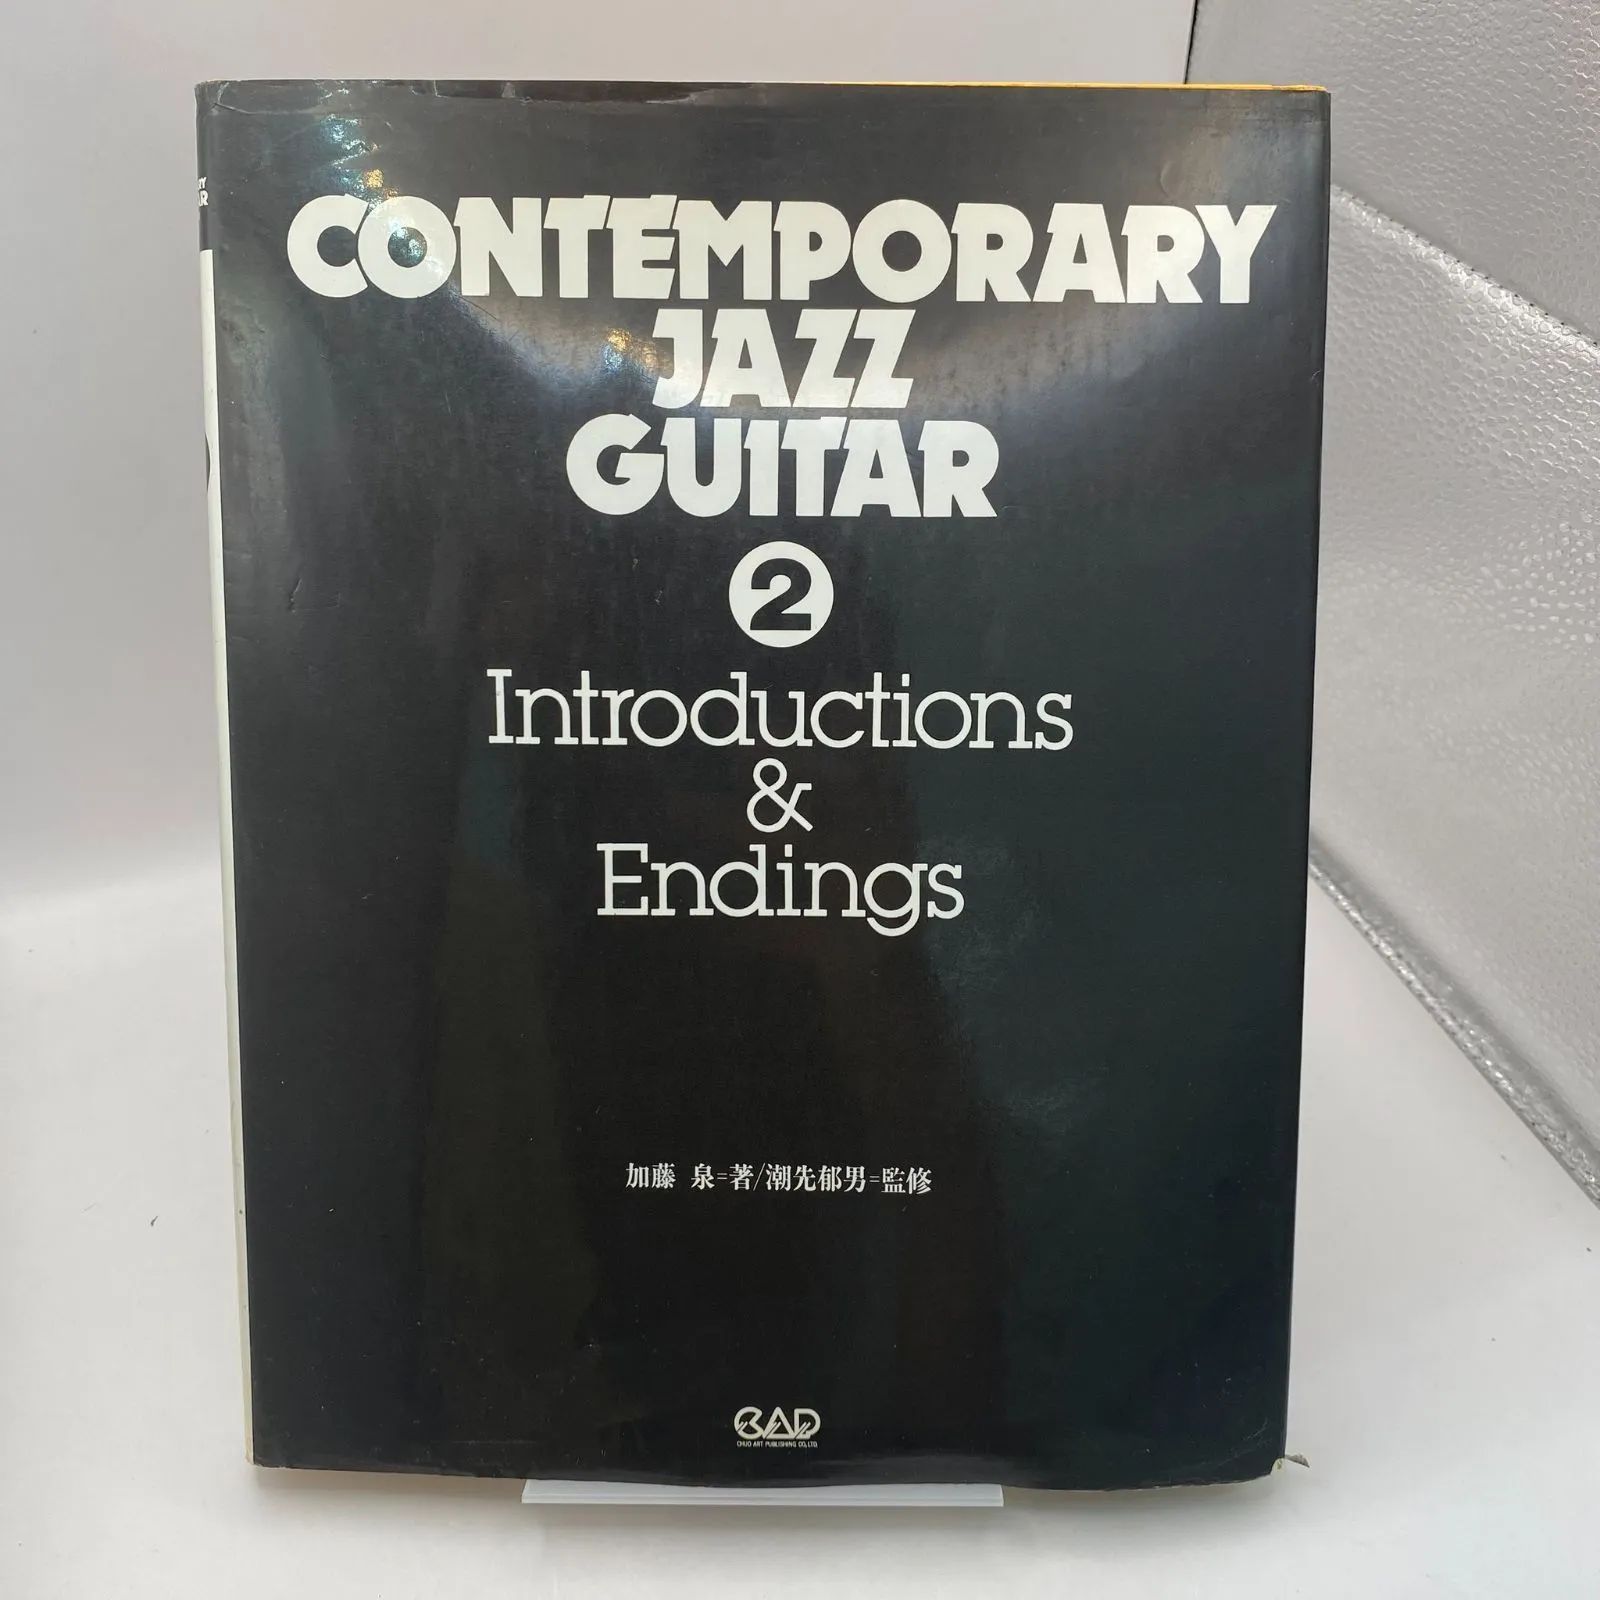 CONTEMPORARY
JAZZ
GUITAR
2
Introductions
&
Endings
加藤 泉=著/潮先郁男=監修
CAP
CHUO ART PUBLISHING CO., LTD.